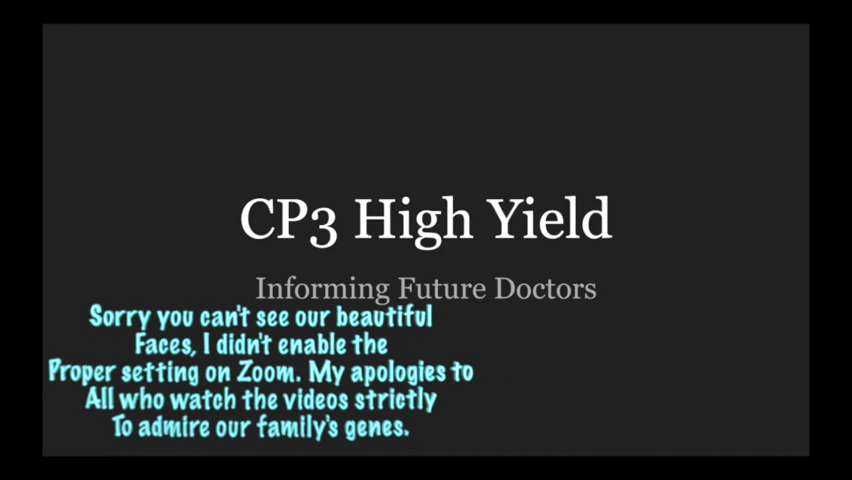 CP3 High Yield
Informing Future Doctors
Sorry you can't see our beautiful
Faces, I didn't enable the
Proper setting on Zoom. My apologies to
All who watch the videos strictly
To admire our family's genes.